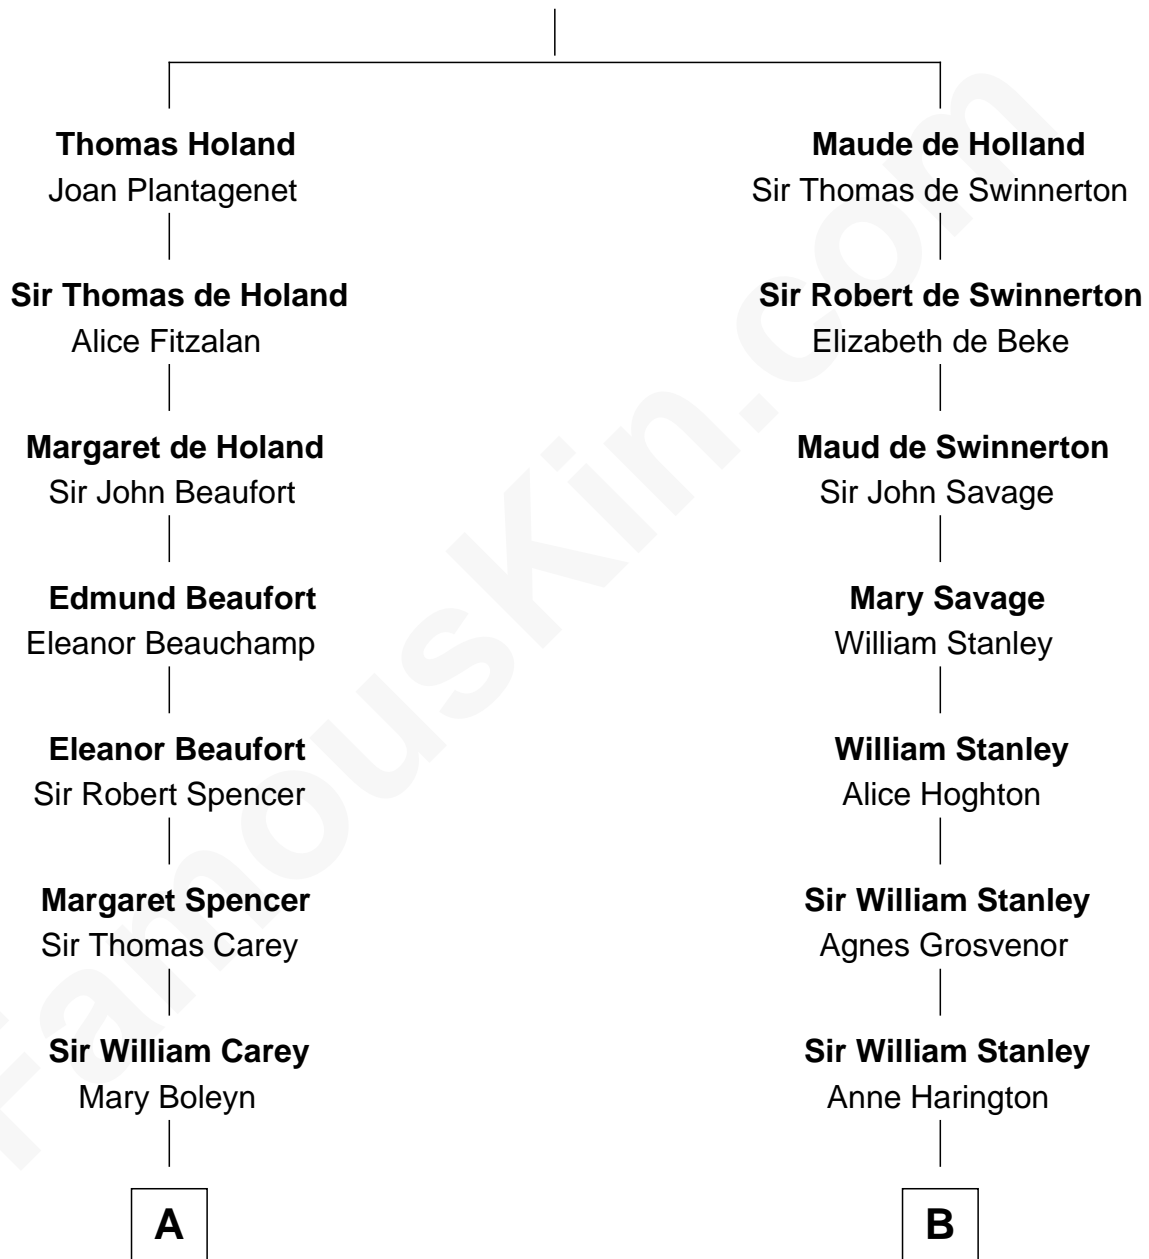 Thomas Holand
Joan Plantagenet
Sir Thomas de Holand
Alice Fitzalan
Margaret de Holand
Sir John Beaufort
Edmund Beaufort
Eleanor Beauchamp
Eleanor Beaufort
Sir Robert Spencer
Margaret Spencer
Sir Thomas Carey
Sir William Carey
Mary Boleyn
A
Maude de Holland
Sir Thomas de Swinnerton
Sir Robert de Swinnerton
Elizabeth de Beke
Maud de Swinnerton
Sir John Savage
Mary Savage
William Stanley
William Stanley
Alice Hoghton
Sir William Stanley
Agnes Grosvenor
Sir William Stanley
Anne Harington
B
FamousKin.com